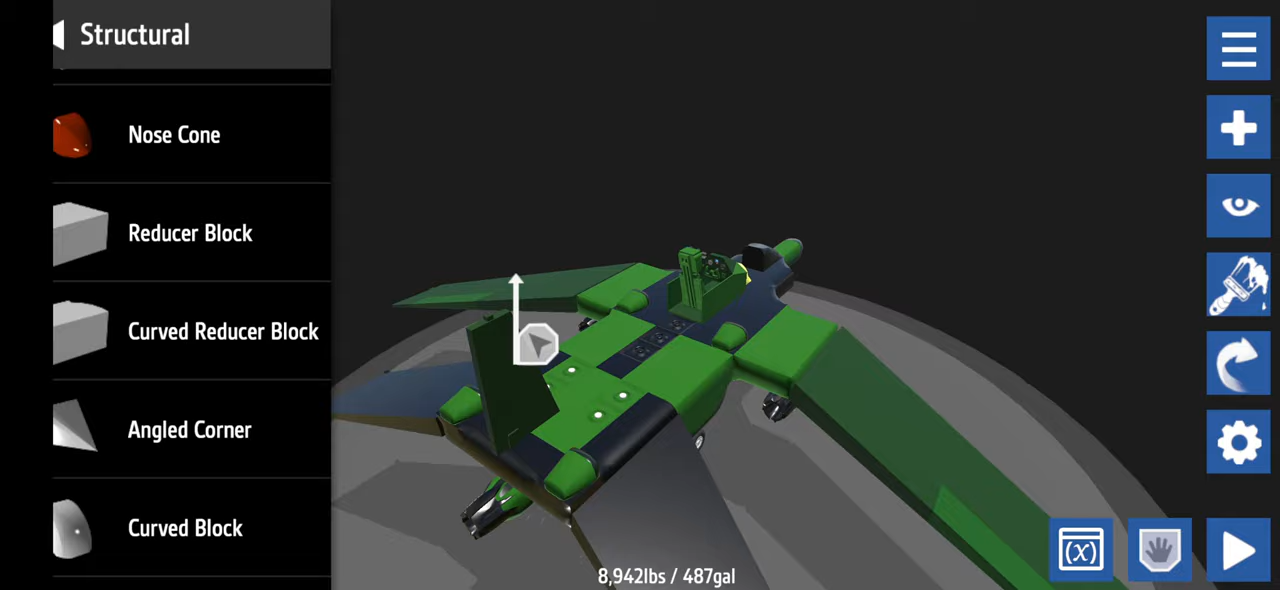 Structural
Nose Cone
Reducer Block
Curved Reducer Block
Angled Corner
Curved Block
(x)
8,942lbs / 487gal